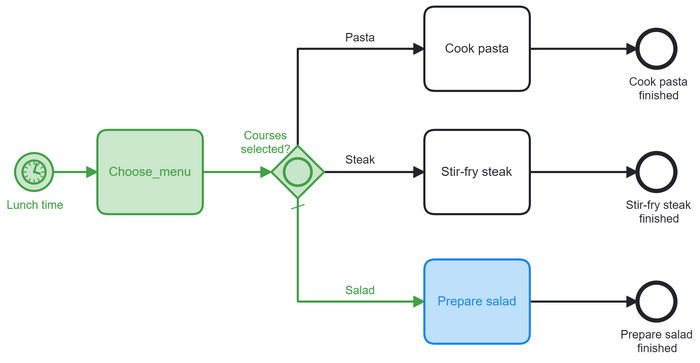 Pasta
Cook pasta
Cook pasta
finished
Courses
selected?
Lunch time
Choose_menu
Steak
Stir-fry steak
Stir-fry steak
finished
Salad
Prepare salad
Prepare salad
finished